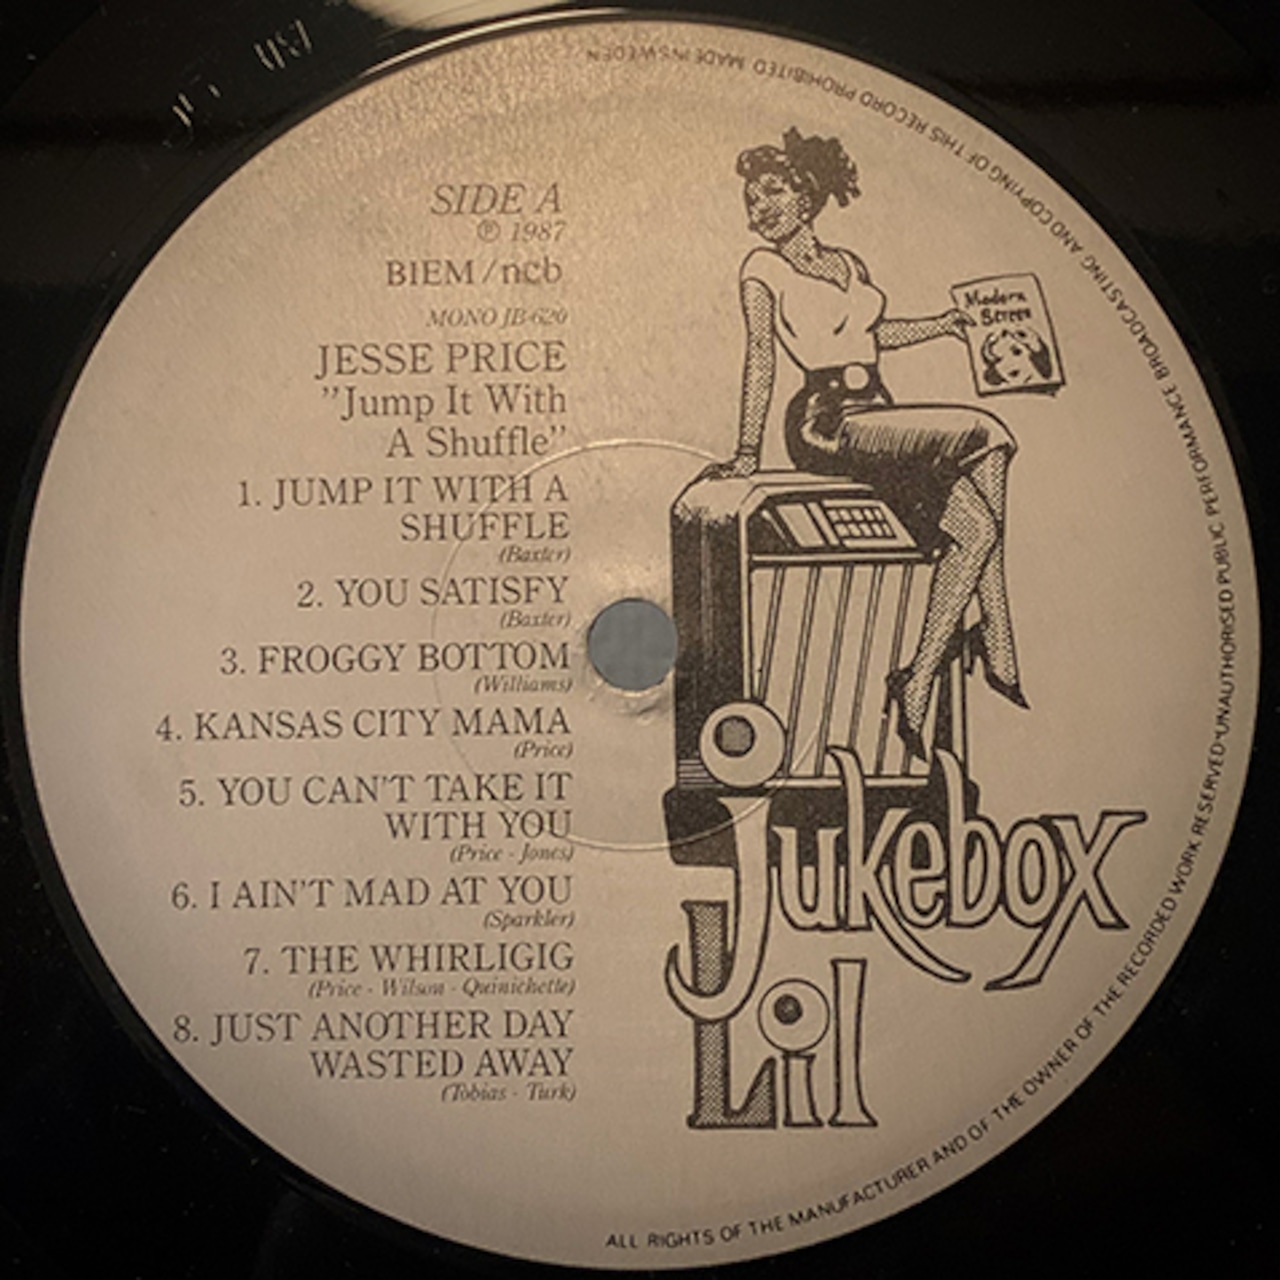 SIDE A
℗ 1987
BIEM/ncb
MONO JB-620
JESSE PRICE
"Jump It With
A Shuffle"
1. JUMP IT WITH A
SHUFFLE
(Baxter)
2. YOU SATISFY
(Baxter)
3. FROGGY BOTTOM
(Williams)
4. KANSAS CITY MAMA
(Price)
5. YOU CAN'T TAKE IT
WITH YOU
(Price - Jones)
6. I AIN'T MAD AT YOU
(Sparkler)
7. THE WHIRLIGIG
(Price - Wilson - Quinichette)
8. JUST ANOTHER DAY
WASTED AWAY
(Tobias - Turk)
Modern
Screen
Jukebox
Lil
ALL RIGHTS OF THE MANUFACTURER AND OF THE OWNER OF THE RECORDED WORK RESERVED·UNAUTHORISED PUBLIC PERFORMANCE BROADCASTING AND COPYING OF THIS RECORD PROHIBITED MADE IN SWEDEN